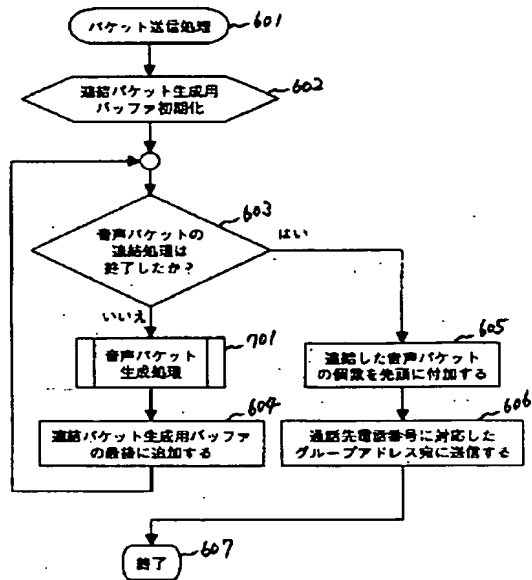 パケット送信処理
601
連結パケット生成用
バッファ初期化
602
音声パケットの
連結処理は
終了したか?
603
はい
いいえ
音声パケット
生成処理
701
連結した音声パケット
の個数を先頭に付加する
605
連結パケット生成用バッファ
の最後に追加する
604
通話先電話番号に対応した
グループアドレス宛に送信する
606
終了
607